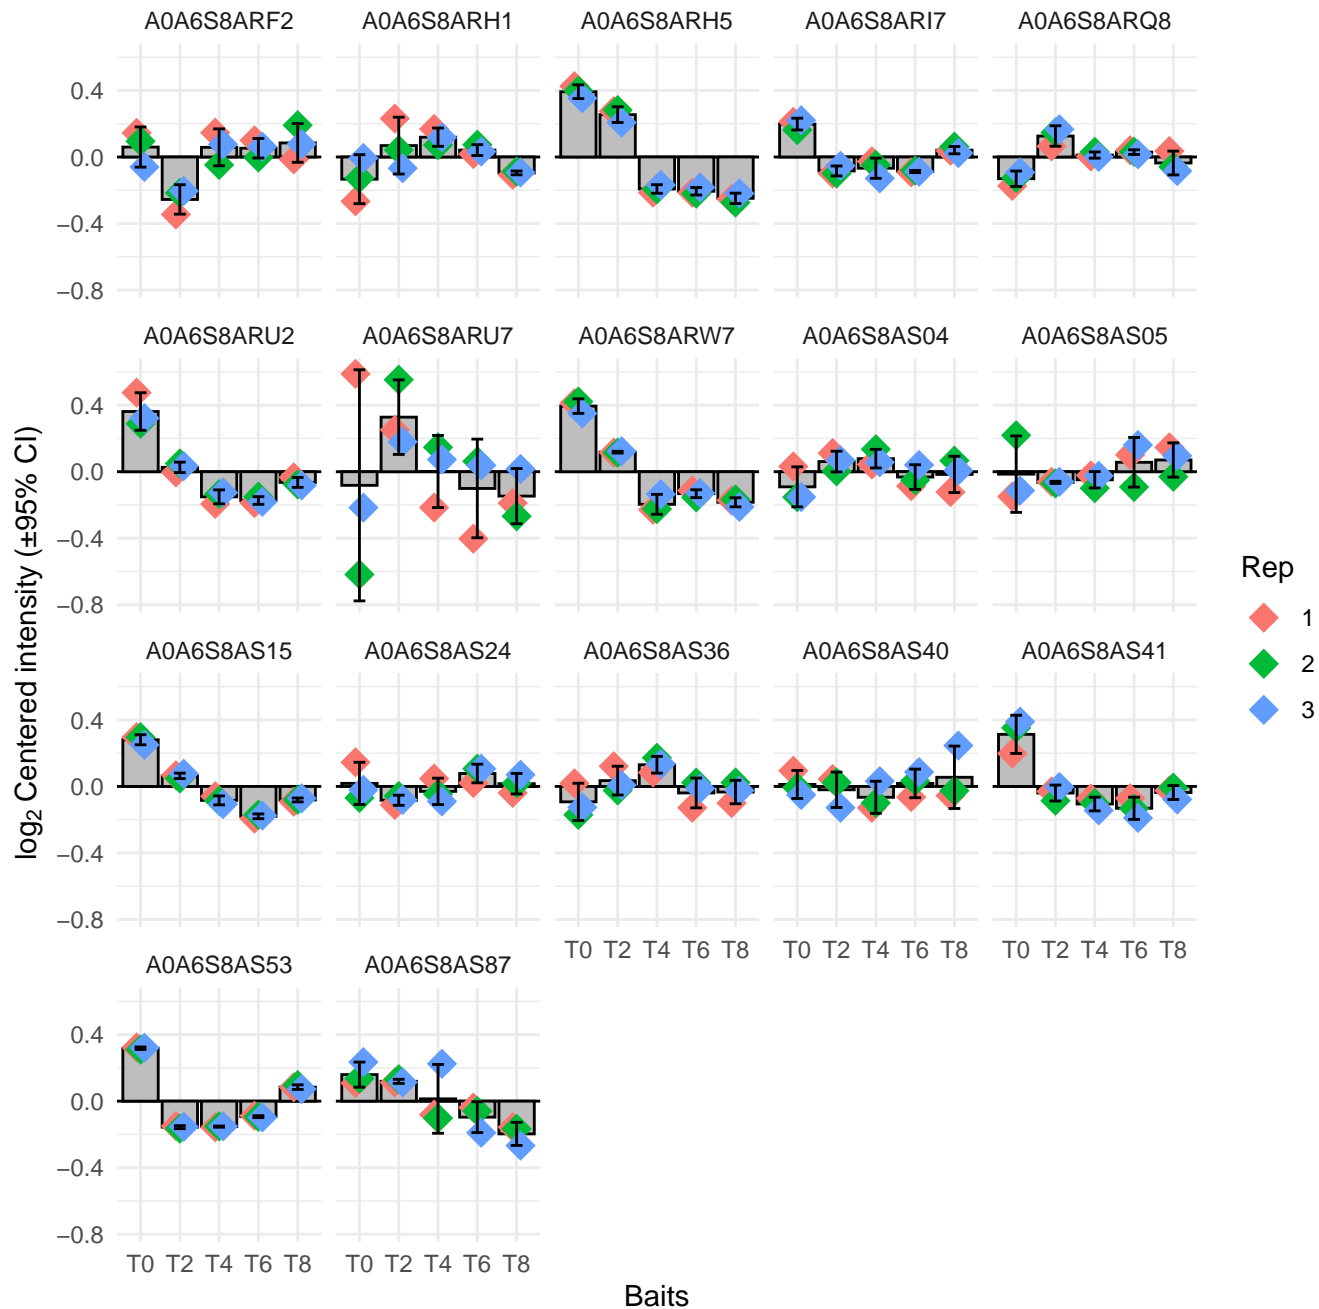 A0A6S8ARF2 A0A6S8ARH1 A0A6S8ARH5 A0A6S8ARI7 A0A6S8ARQ8
0.4
0.0
−0.4
−0.8
A0A6S8ARU2 A0A6S8ARU7 A0A6S8ARW7 A0A6S8AS04 A0A6S8AS05
0.4
0.0
−0.4
−0.8
A0A6S8AS15 A0A6S8AS24 A0A6S8AS36 A0A6S8AS40 A0A6S8AS41
0.4
0.0
−0.4
−0.8
T0 T2 T4 T6 T8 T0 T2 T4 T6 T8 T0 T2 T4 T6 T8
A0A6S8AS53 A0A6S8AS87
0.4
0.0
−0.4
−0.8
T0 T2 T4 T6 T8 T0 T2 T4 T6 T8
Baits
log₂ Centered intensity (±95% CI)
Rep
1
2
3